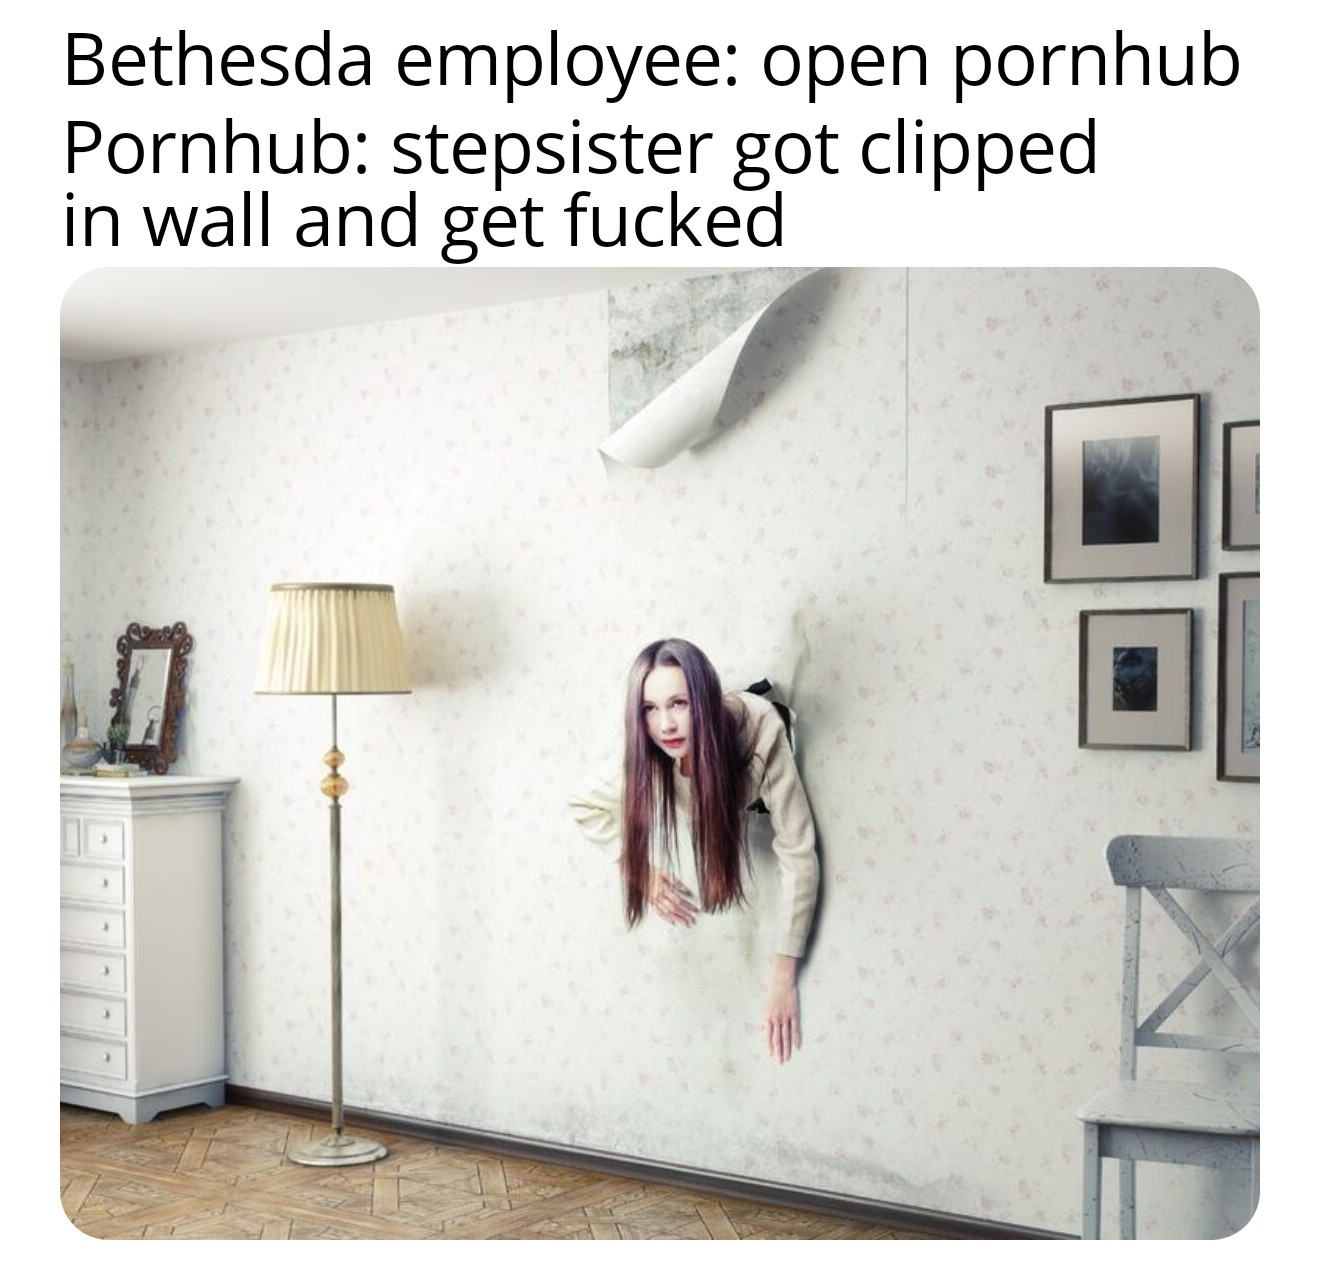 Bethesda employee: open pornhub
Pornhub: stepsister got clipped
in wall and get fucked